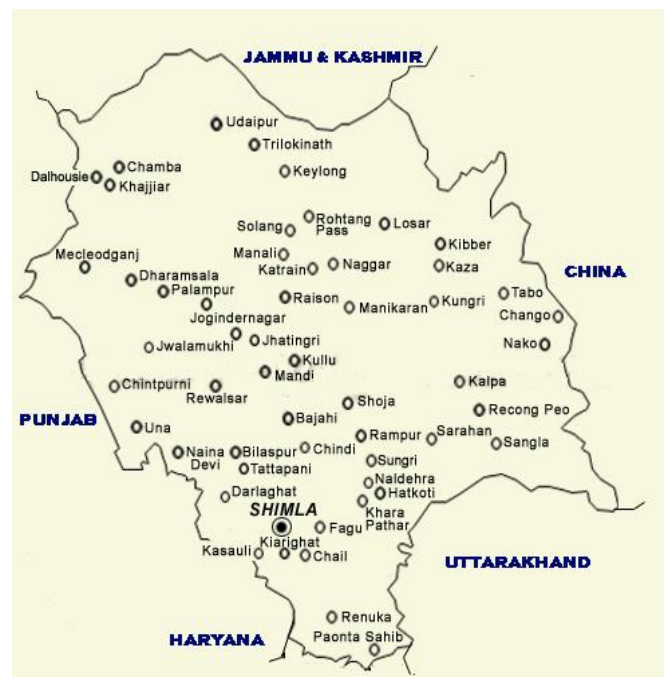 JAMMU & KASHMIR
Udaipur
Trilokinath
Chamba
Keylong
Dalhousie
Khajjiar
Rohtang
Pass
Solang
Losar
Kibber
Mecleodganj
Manali
Katrain
Naggar
Kaza
CHINA
Dharamsala
Palampur
Raison
Manikaran
Kungri
Tabo
Chango
Jogindernagar
Jhatingri
Jwalamukhi
Nako
Kullu
Mandi
Chintpurni
Rewalsar
Kalpa
Shoja
Recong Peo
PUNJAB
Bajahi
Una
Rampur
Sarahan
Sangla
Naina
Devi
Bilaspur
Chindi
Tattapani
Sungri
Naldehra
Hatkoti
Darlaghat
Khara
Pathar
SHIMLA
Fagu
Kiarighat
Kasauli
Chail
UTTARAKHAND
Renuka
HARYANA
Paonta Sahib